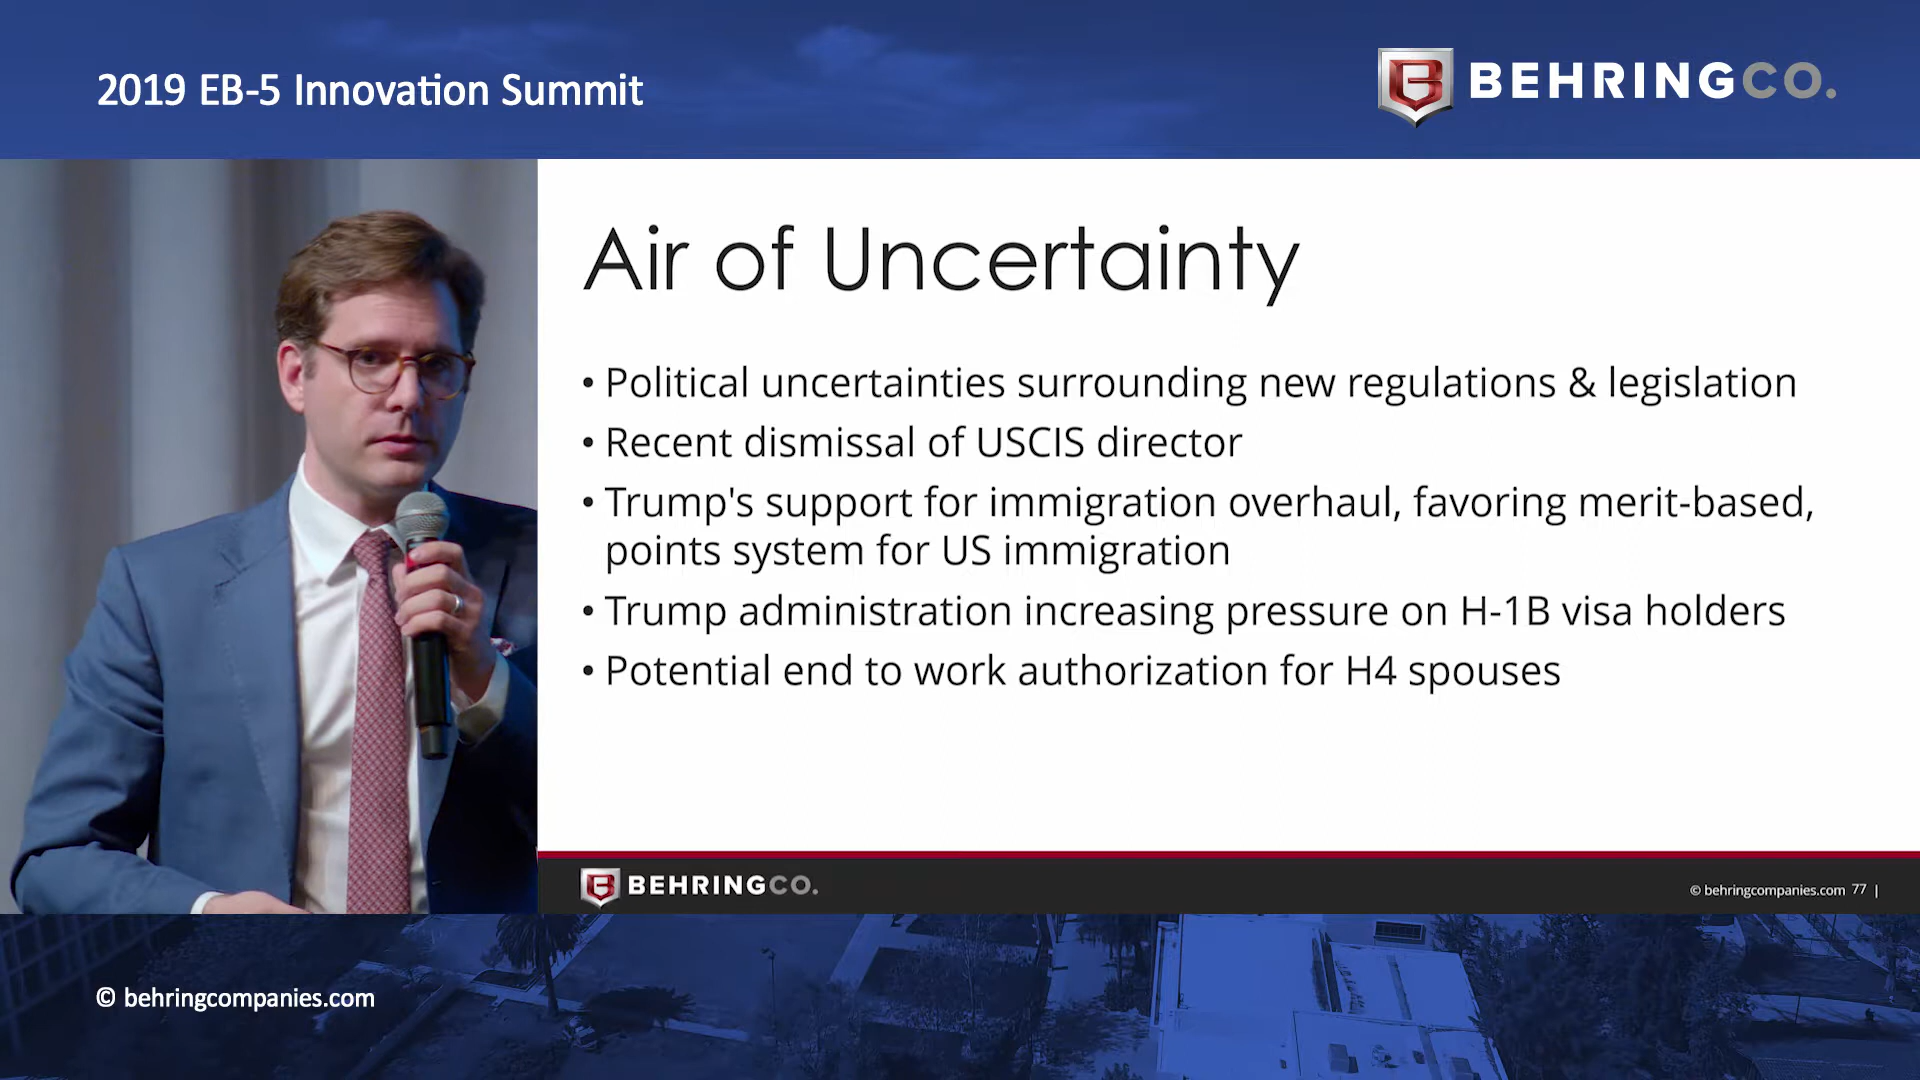 2019 EB-5 Innovation Summit
BEHRINGCO.
Air of Uncertainty
• Political uncertainties surrounding new regulations & legislation
• Recent dismissal of USCIS director
• Trump's support for immigration overhaul, favoring merit-based,
points system for US immigration
• Trump administration increasing pressure on H-1B visa holders
• Potential end to work authorization for H4 spouses
BEHRINGCO.
© behringcompanies.com 77 |
© behringcompanies.com